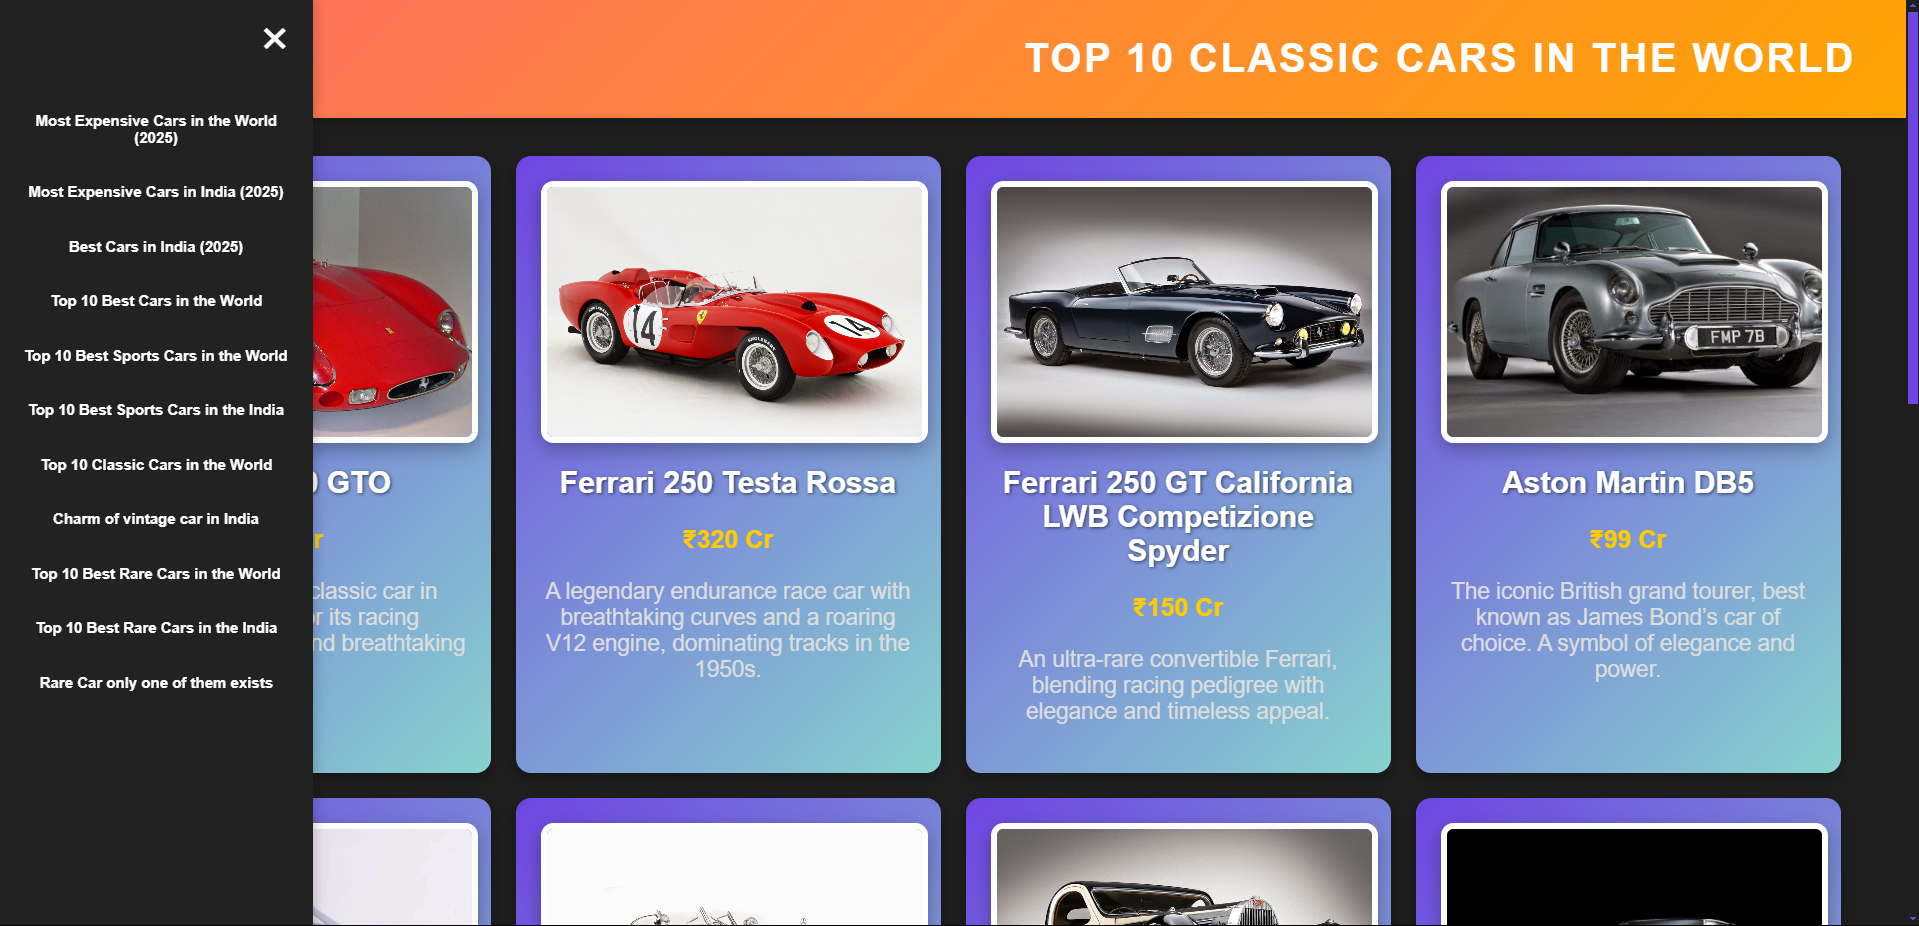 ✕
TOP 10 CLASSIC CARS IN THE WORLD
Most Expensive Cars in the World
(2025)
Most Expensive Cars in India (2025)
Best Cars in India (2025)
Top 10 Best Cars in the World
Top 10 Best Sports Cars in the World
Top 10 Best Sports Cars in the India
Top 10 Classic Cars in the World
Charm of vintage car in India
Top 10 Best Rare Cars in the World
Top 10 Best Rare Cars in the India
Rare Car only one of them exists
GTO
classic car in
its racing
breathtaking
14
14
Ferrari 250 Testa Rossa
₹320 Cr
A legendary endurance race car with
breathtaking curves and a roaring
V12 engine, dominating tracks in the
1950s.
Ferrari 250 GT California
LWB Competizione
Spyder
₹150 Cr
An ultra-rare convertible Ferrari,
blending racing pedigree with
elegance and timeless appeal.
FMP 7B
Aston Martin DB5
₹99 Cr
The iconic British grand tourer, best
known as James Bond’s car of
choice. A symbol of elegance and
power.